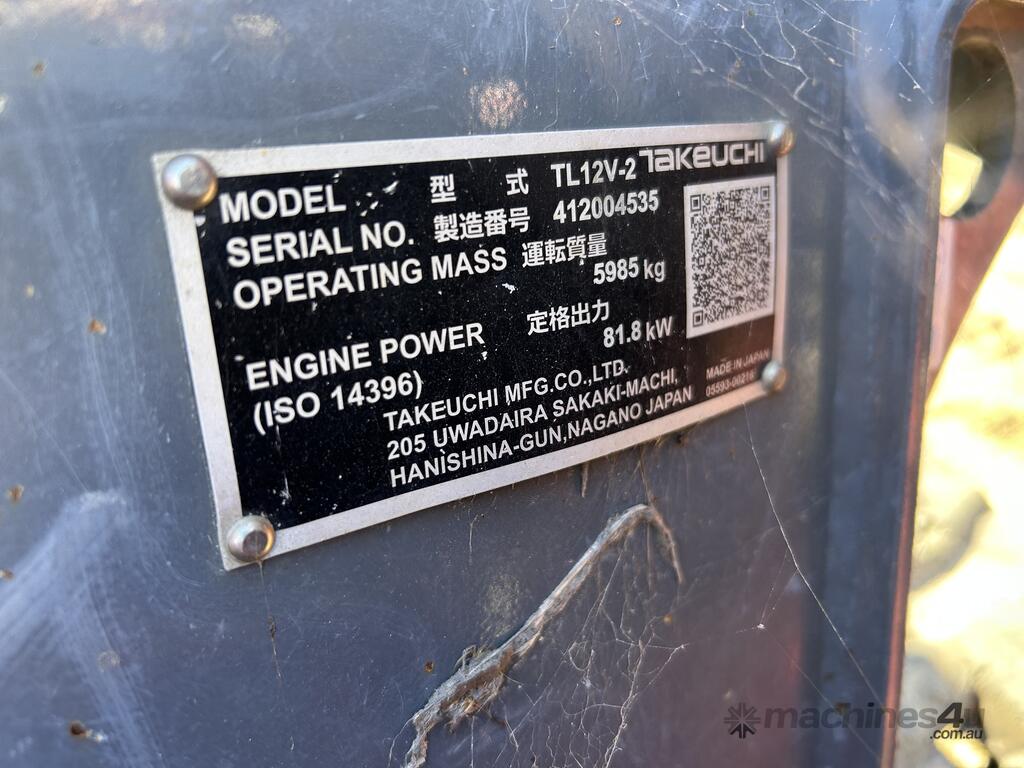 MODEL 型 式 TL12V-2 TAKEUCHI
SERIAL NO. 製造番号 412004535
OPERATING MASS 運転質量
5985 kg
ENGINE POWER 定格出力
(ISO 14396) 81.8 kW
TAKEUCHI MFG.CO.,LTD.
205 UWADAIRA SAKAKI-MACHI,
HANISHINA-GUN,NAGANO JAPAN
MADE IN JAPAN
05593-00216
machines4u
.com.au